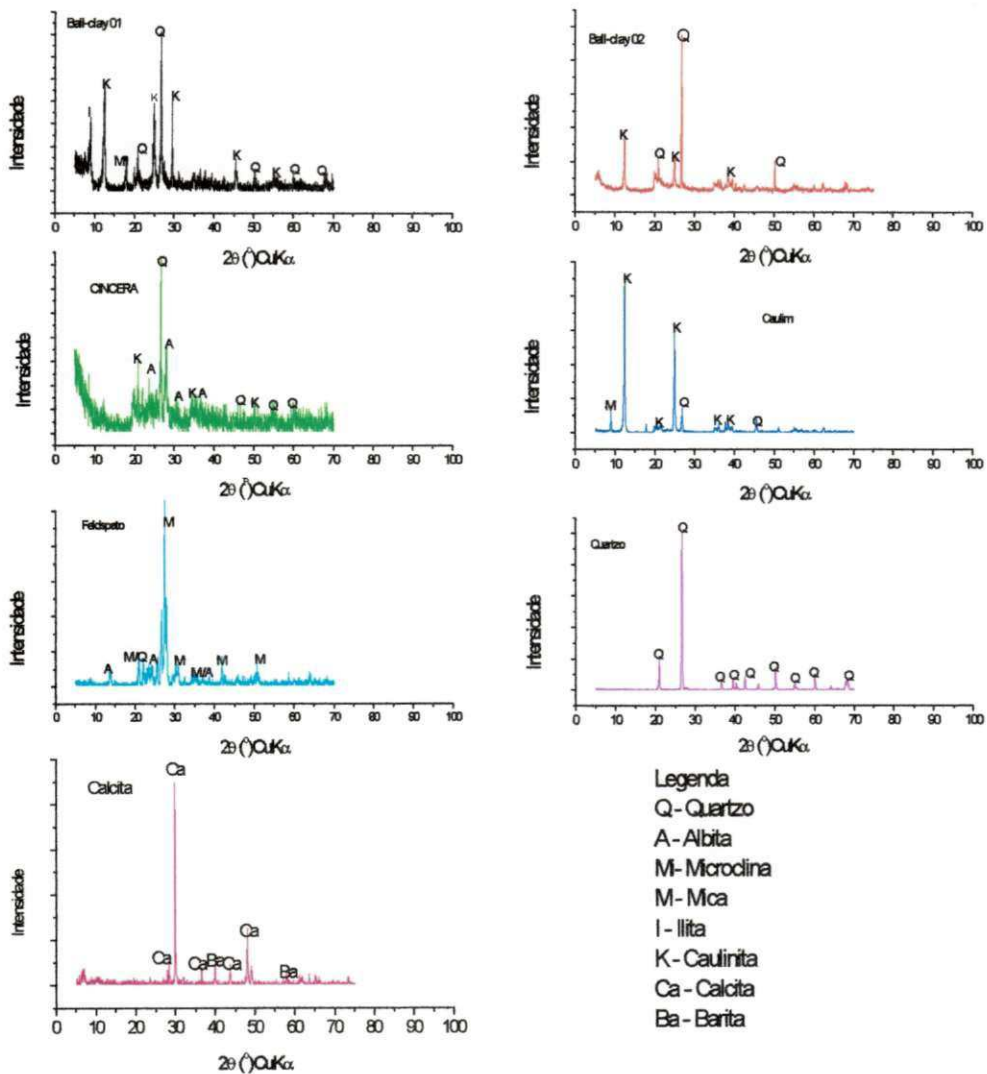 Ball-clay 01
Q
K
K
K
I
Mi
Q
K
Q
K
Q
Q
Intensidade
0 10 20 30 40 50 60 70 80 90 100
2θ (°)CuKα
Ball-clay 02
Q
K
Q
K
K
Q
Intensidade
0 10 20 30 40 50 60 70 80 90 100
2θ (°)CuKα
CINCERA
Q
A
K
A
A
K A
Q
K
Q
Q
Intensidade
0 10 20 30 40 50 60 70 80 90 100
2θ (°)CuKα
Caulim
K
K
M
K
Q
K K
Q
Intensidade
0 10 20 30 40 50 60 70 80 90 100
2θ (°)CuKα
Feldspato
M
A
M/Q
A
M
M/A
M
M
Intensidade
0 10 20 30 40 50 60 70 80 90 100
2θ (°)CuKα
Quartzo
Q
Q
Q Q Q
Q
Q
Q
Q
Intensidade
0 10 20 30 40 50 60 70 80 90 100
2θ (°)CuKα
Calcita
Ca
Ca
Ca
Ba
Ca
Ca
Ba
Intensidade
0 10 20 30 40 50 60 70 80 90 100
2θ (°)CuKα
Legenda
Q - Quartzo
A - Albita
Mi - Microclina
M - Mica
I - Ilita
K - Caulinita
Ca - Calcita
Ba - Barita